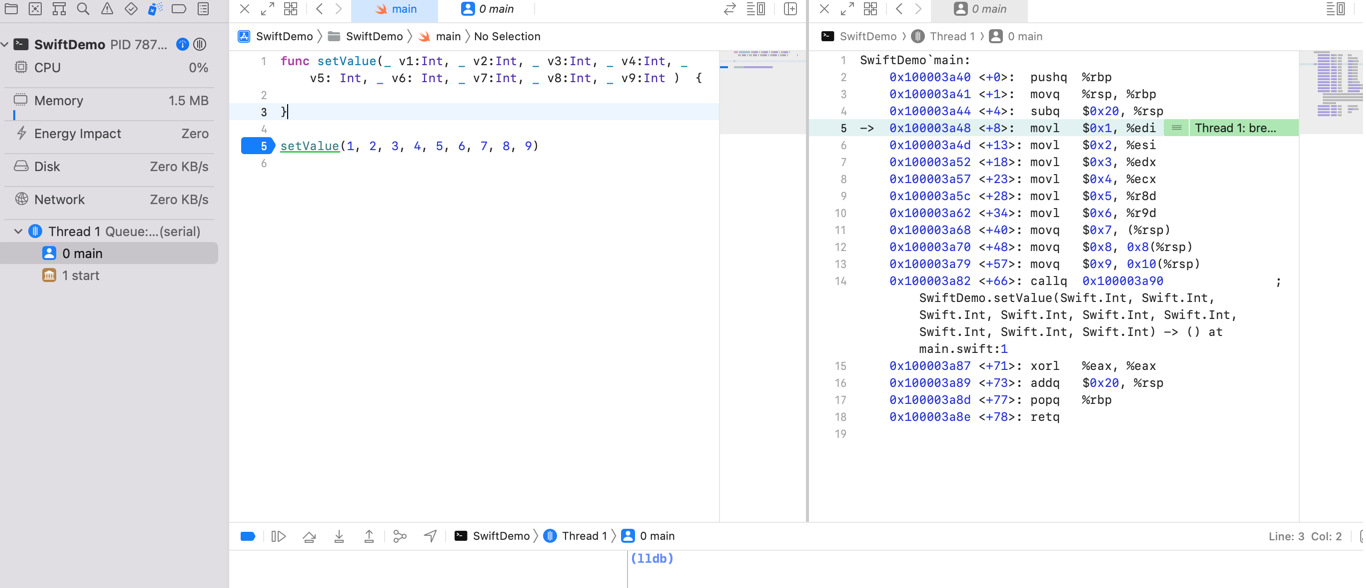 main
0 main
0 main
SwiftDemo PID 787...
CPU 0%
Memory 1.5 MB
Energy Impact Zero
Disk Zero KB/s
Network Zero KB/s
Thread 1 Queue:...(serial)
0 main
1 start
SwiftDemo 〉 SwiftDemo 〉 main 〉 No Selection
1 func setValue(_ v1:Int, _ v2:Int, _ v3:Int, _ v4:Int, _
v5: Int, _ v6: Int, _ v7:Int, _ v8:Int, _ v9:Int ) {
2
3 }
4
5 setValue(1, 2, 3, 4, 5, 6, 7, 8, 9)
6
SwiftDemo 〉 Thread 1 〉 0 main
1 SwiftDemo`main:
2 0x100003a40 <+0>: pushq %rbp
3 0x100003a41 <+1>: movq %rsp, %rbp
4 0x100003a44 <+4>: subq $0x20, %rsp
5 -> 0x100003a48 <+8>: movl $0x1, %edi Thread 1: bre...
6 0x100003a4d <+13>: movl $0x2, %esi
7 0x100003a52 <+18>: movl $0x3, %edx
8 0x100003a57 <+23>: movl $0x4, %ecx
9 0x100003a5c <+28>: movl $0x5, %r8d
10 0x100003a62 <+34>: movl $0x6, %r9d
11 0x100003a68 <+40>: movq $0x7, (%rsp)
12 0x100003a70 <+48>: movq $0x8, 0x8(%rsp)
13 0x100003a79 <+57>: movq $0x9, 0x10(%rsp)
14 0x100003a82 <+66>: callq 0x100003a90 ;
SwiftDemo.setValue(Swift.Int, Swift.Int,
Swift.Int, Swift.Int, Swift.Int, Swift.Int,
Swift.Int, Swift.Int, Swift.Int) -> () at
main.swift:1
15 0x100003a87 <+71>: xorl %eax, %eax
16 0x100003a89 <+73>: addq $0x20, %rsp
17 0x100003a8d <+77>: popq %rbp
18 0x100003a8e <+78>: retq
19
SwiftDemo 〉 Thread 1 〉 0 main
Line: 3 Col: 2
(lldb)